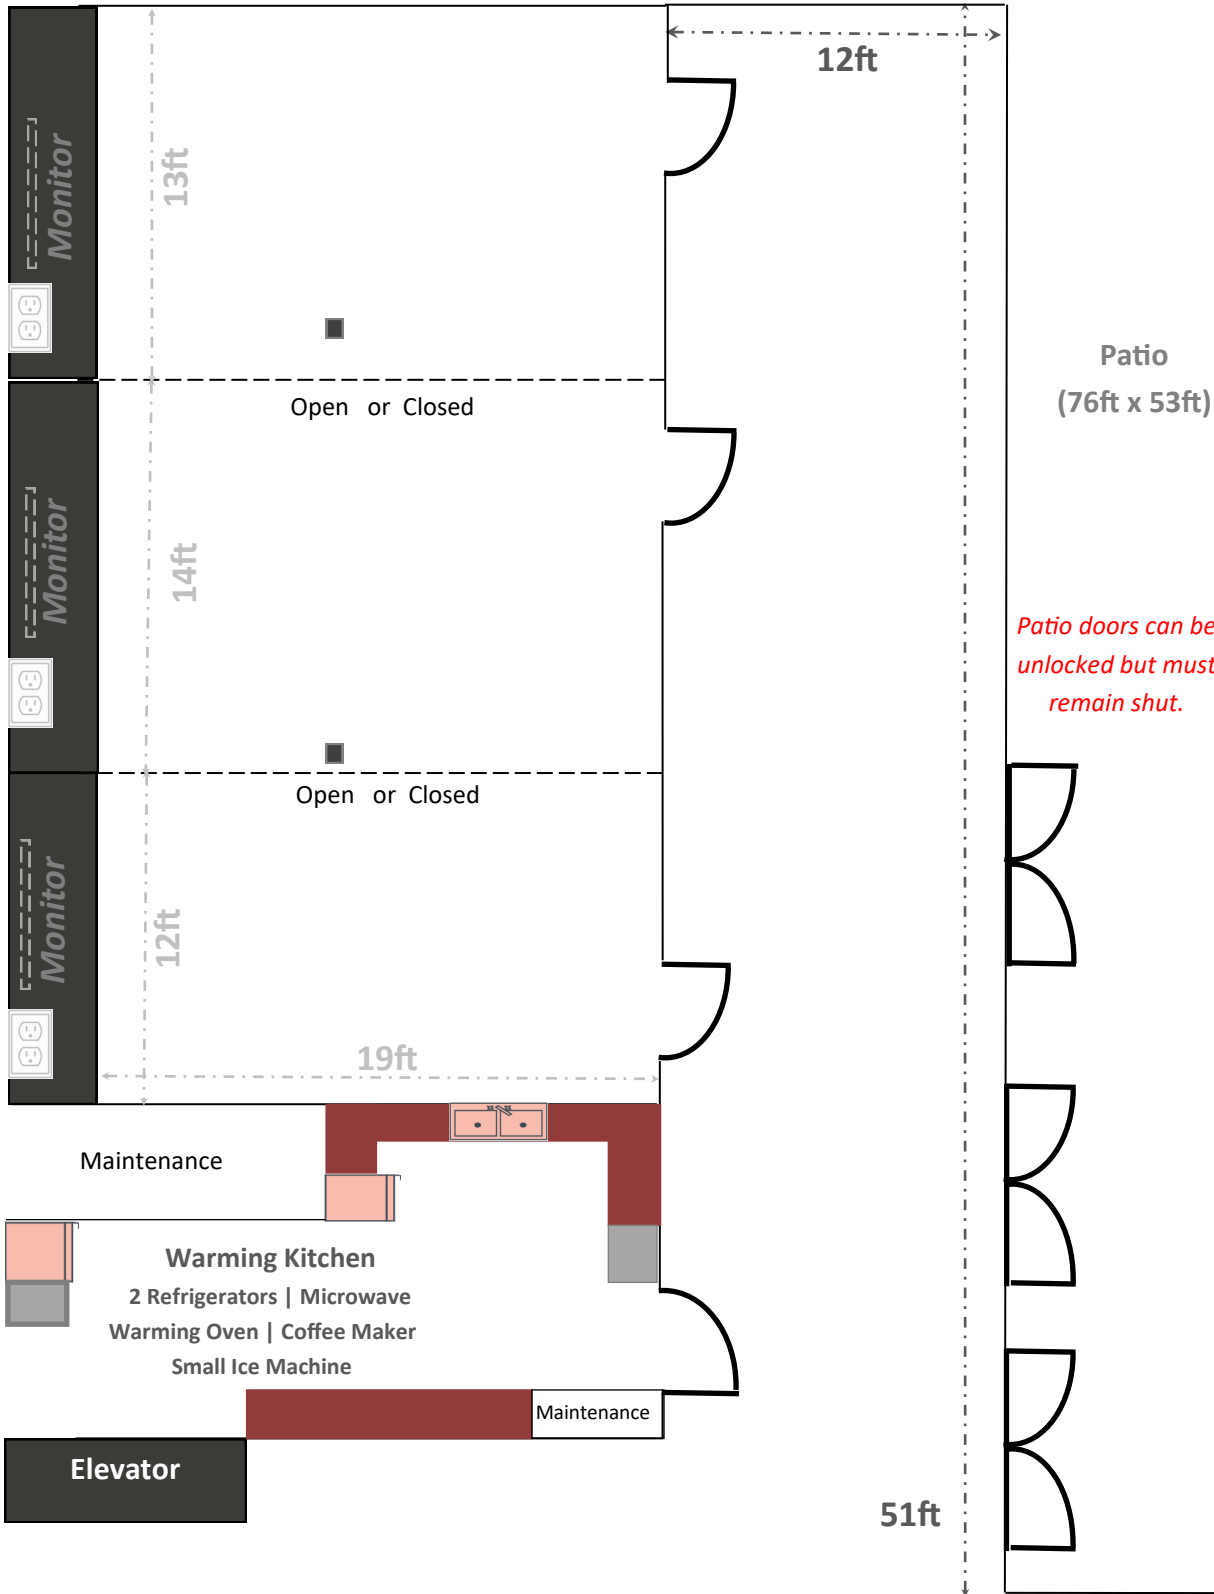 12ft
Monitor
13ft
Patio
(76ft x 53ft)
Open or Closed
Monitor
14ft
Patio doors can be
unlocked but must
remain shut.
Open or Closed
Monitor
12ft
19ft
Maintenance
Warming Kitchen
2 Refrigerators | Microwave
Warming Oven | Coffee Maker
Small Ice Machine
Maintenance
Elevator
51ft